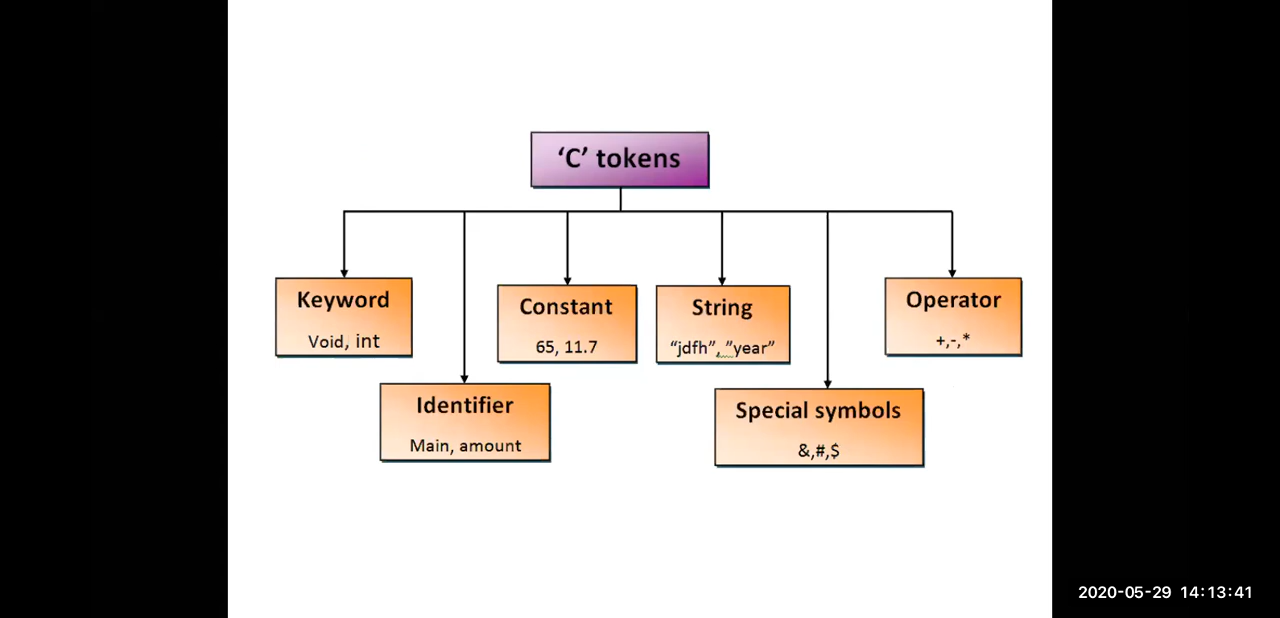 ‘C’ tokens
Keyword
Void, int
Identifier
Main, amount
Constant
65, 11.7
String
“jdfh”, ”year”
Special symbols
&,#,$
Operator
+,-,*
2020-05-29 14:13:41